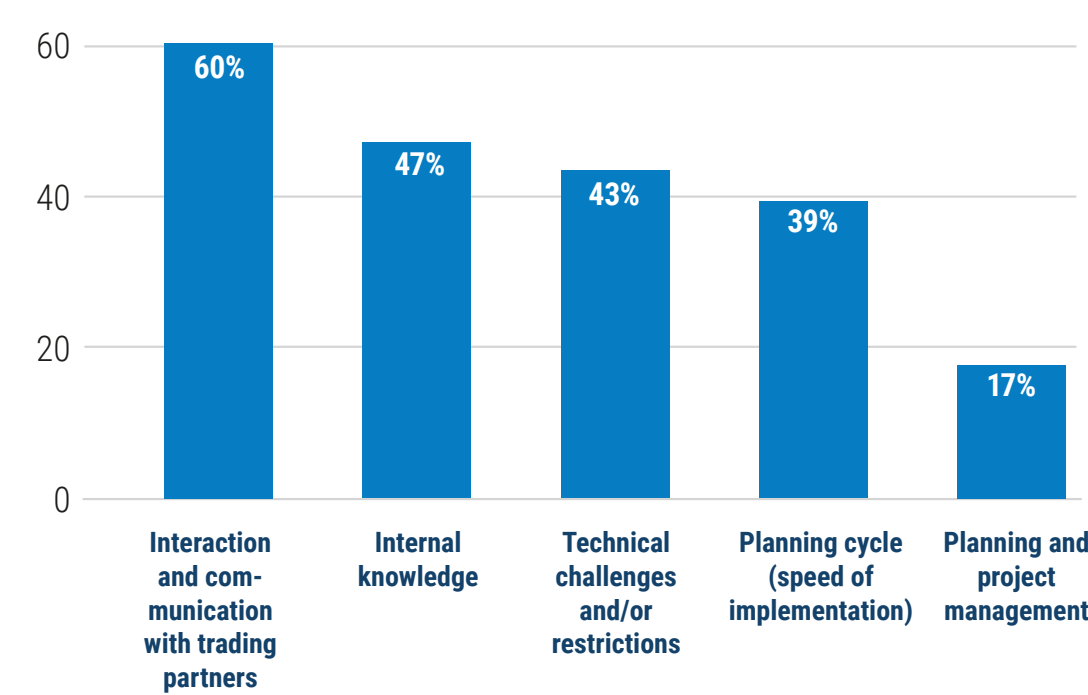 60
40
20
0
60%
47%
43%
39%
17%
Interaction
and com-
munication
with trading
partners
Internal
knowledge
Technical
challenges
and/or
restrictions
Planning cycle
(speed of
implementation)
Planning and
project
management